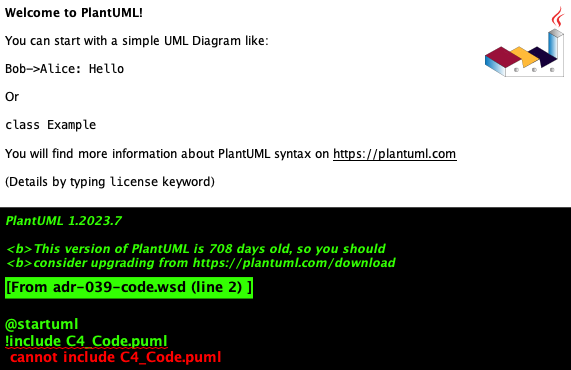 Welcome to PlantUML!
You can start with a simple UML Diagram like:
Bob->Alice: Hello
Or
class Example
You will find more information about PlantUML syntax on https://plantuml.com
(Details by typing license keyword)
PlantUML 1.2023.7
<b>This version of PlantUML is 708 days old, so you should
<b>consider upgrading from https://plantuml.com/download
[From adr-039-code.wsd (line 2) ]
@startuml
!include C4_Code.puml
cannot include C4_Code.puml